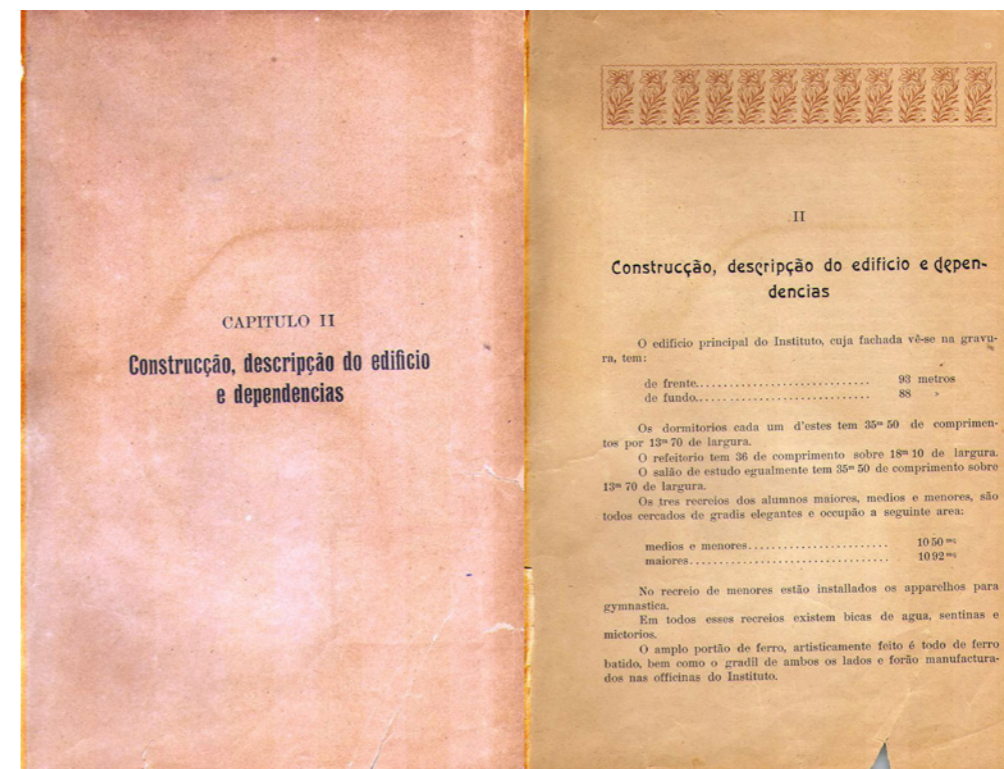 CAPITULO II
Construcção, descripção do edificio
e dependencias
II
Construcção, descripção do edificio e depen-
dencias
O edificio principal do Instituto, cuja fachada vê-se na gravu-
ra, tem:
de frente.............................. 93 metros
de fundo.............................. 88 »
Os dormitorios cada um d'estes tem 35m 50 de comprimen-
tos por 13m 70 de largura.
O refeitorio tem 36 de comprimento sobre 18m 10 de largura.
O salão de estudo egualmente tem 35m 50 de comprimento sobre
13m 70 de largura.
Os tres recreios dos alumnos maiores, medios e menores, são
todos cercados de gradis elegantes e occupão a seguinte area:
medios e menores........................ 1050 mq
maiores.................................. 1092 mq
No recreio de menores estão installados os apparelhos para
gymnastica.
Em todos esses recreios existem bicas de agua, sentinas e
mictorios.
O amplo portão de ferro, artisticamente feito é todo de ferro
batido, bem como o gradil de ambos os lados e forão manufactura-
dos nas officinas do Instituto.